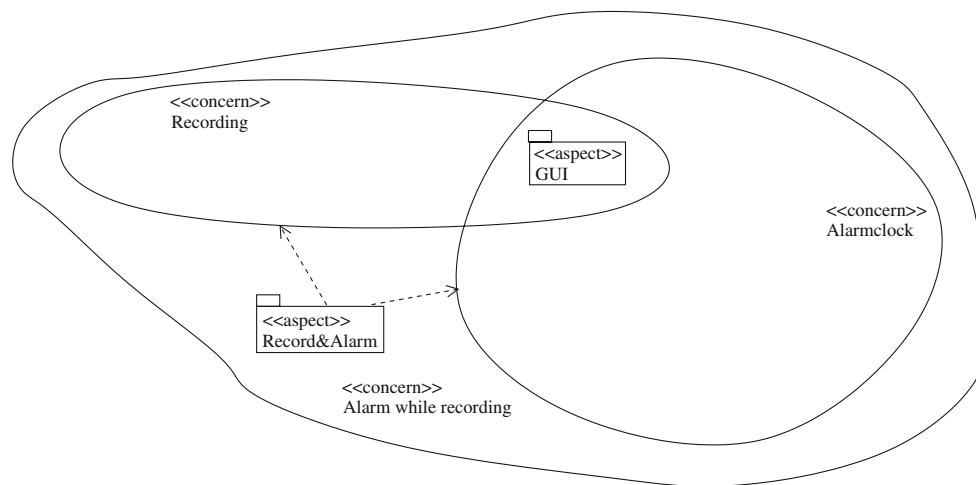 <<concern>>
Recording
<<aspect>>
GUI
<<concern>>
Alarmclock
<<aspect>>
Record&Alarm
<<concern>>
Alarm while recording